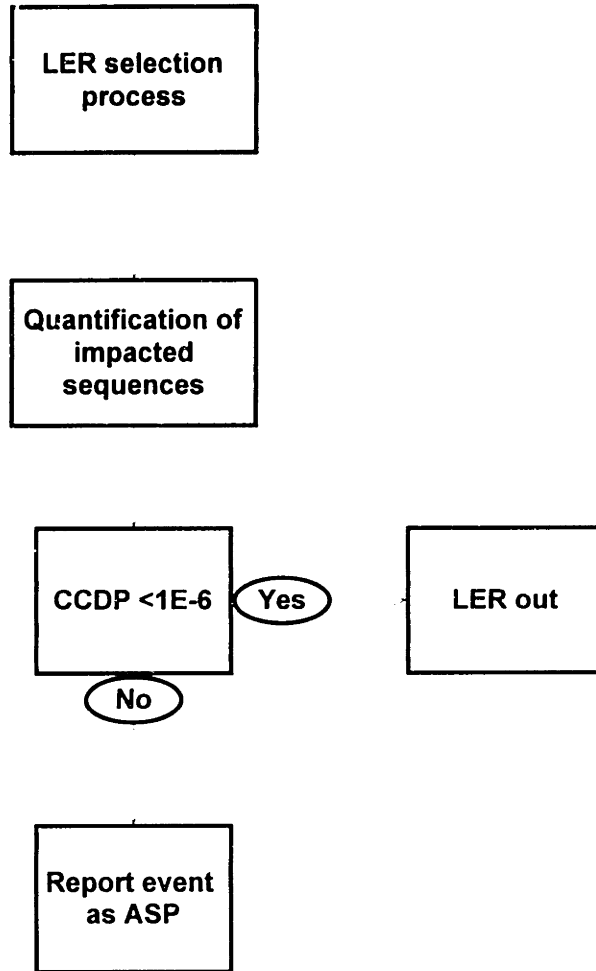 LER selection
process
Quantification of
impacted
sequences
CCDP <1E-6
Yes
LER out
No
Report event
as ASP